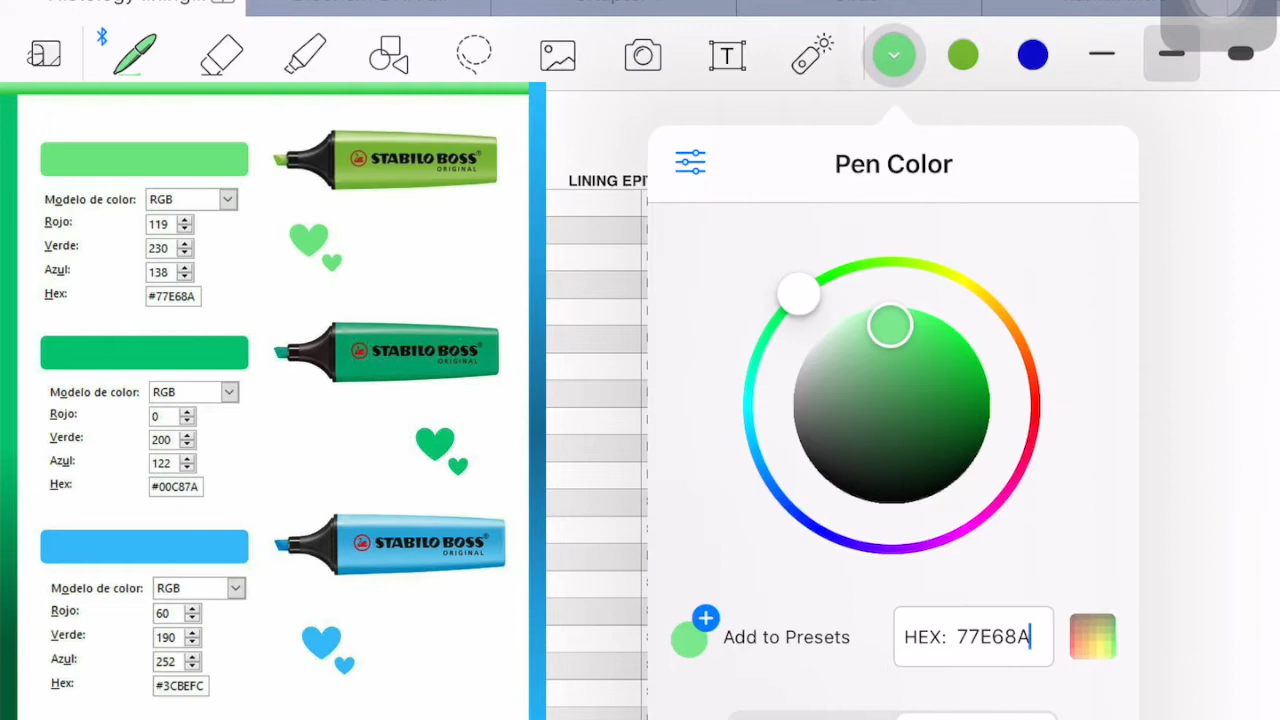 T
Pen Color
LINING EPI
STABILO BOSS®
ORIGINAL
Modelo de color: RGB
Rojo: 119
Verde: 230
Azul: 138
Hex: #77E68A
STABILO BOSS®
ORIGINAL
Modelo de color: RGB
Rojo: 0
Verde: 200
Azul: 122
Hex: #00C87A
STABILO BOSS®
ORIGINAL
Modelo de color: RGB
Rojo: 60
Verde: 190
Azul: 252
Hex: #3CBEFC
Add to Presets
HEX: 77E68A